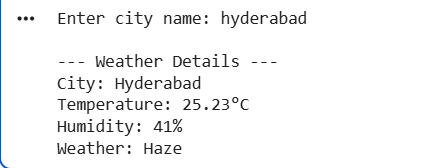 Enter city name: hyderabad
--- Weather Details ---
City: Hyderabad
Temperature: 25.23°C
Humidity: 41%
Weather: Haze